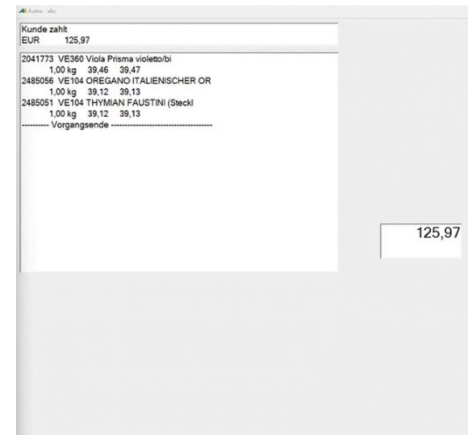 Kunde zahlt
EUR 125,97
2041773 VE360 Viola Prisma violetto/bi
1,00 kg 39,46 39,47
2485056 VE104 OREGANO ITALIENISCHER OR
1,00 kg 39,12 39,13
2485051 VE104 THYMIAN FAUSTINI (Steckl
1,00 kg 39,12 39,13
---------- Vorgangsende ------------------------------------
125,97